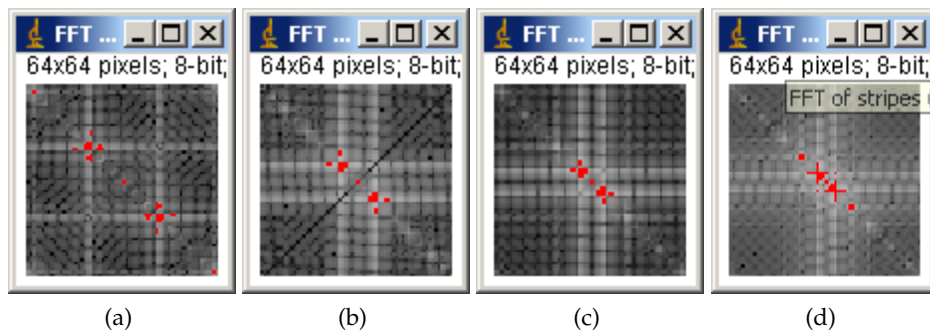 FFT ...
64x64 pixels; 8-bit;
(a)
FFT ...
64x64 pixels; 8-bit;
(b)
FFT ...
64x64 pixels; 8-bit;
(c)
FFT ...
64x64 pixels; 8-bit;
FFT of stripes
(d)